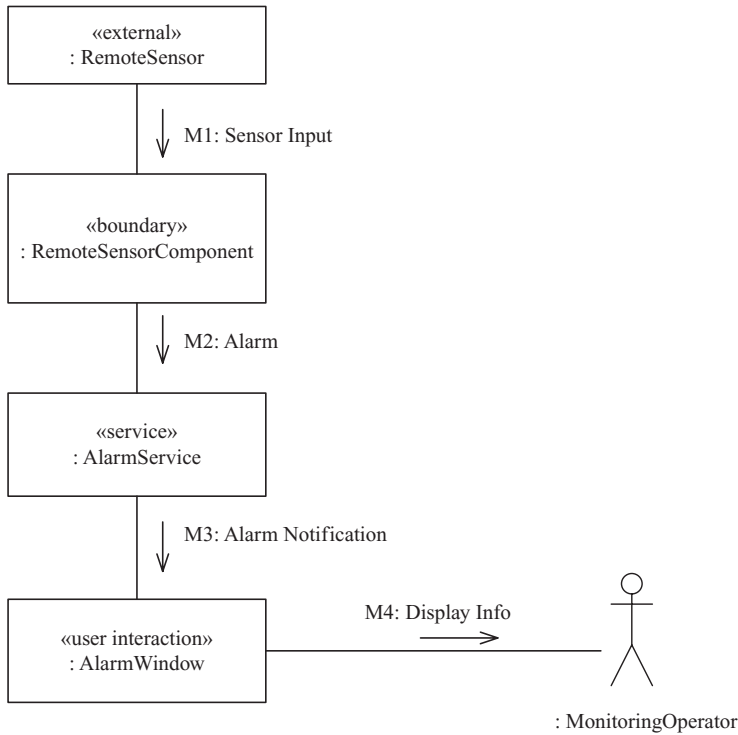 «external»
: RemoteSensor
M1: Sensor Input
«boundary»
: RemoteSensorComponent
M2: Alarm
«service»
: AlarmService
M3: Alarm Notification
«user interaction»
: AlarmWindow
M4: Display Info
: MonitoringOperator